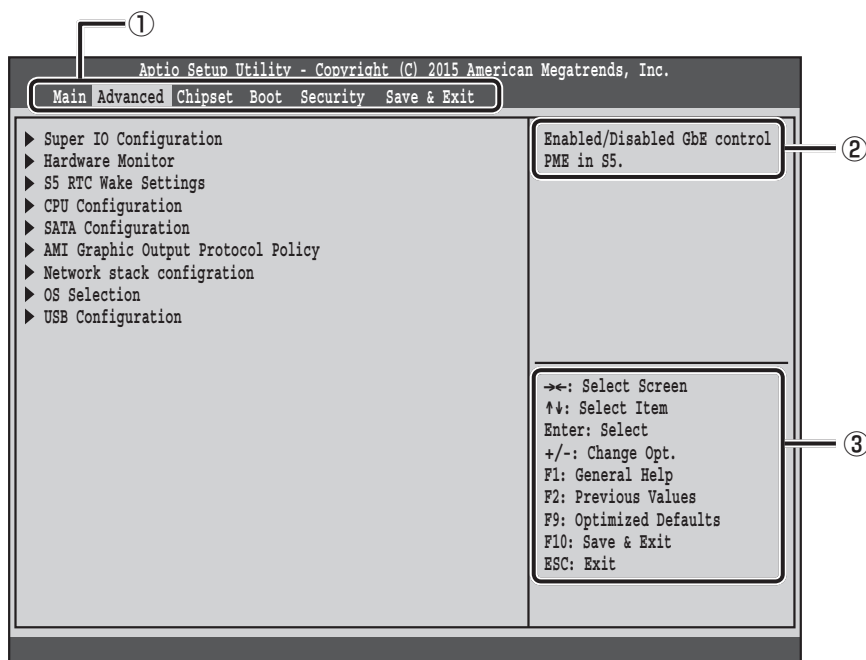 ①
Aptio Setup Utility - Copyright (C) 2015 American Megatrends, Inc.
Main Advanced Chipset Boot Security Save & Exit
▶ Super IO Configuration
▶ Hardware Monitor
▶ S5 RTC Wake Settings
▶ CPU Configuration
▶ SATA Configuration
▶ AMI Graphic Output Protocol Policy
▶ Network stack configration
▶ OS Selection
▶ USB Configuration
Enabled/Disabled GbE control
PME in S5.
②
→←: Select Screen
↑↓: Select Item
Enter: Select
+/-: Change Opt.
F1: General Help
F2: Previous Values
F9: Optimized Defaults
F10: Save & Exit
ESC: Exit
③